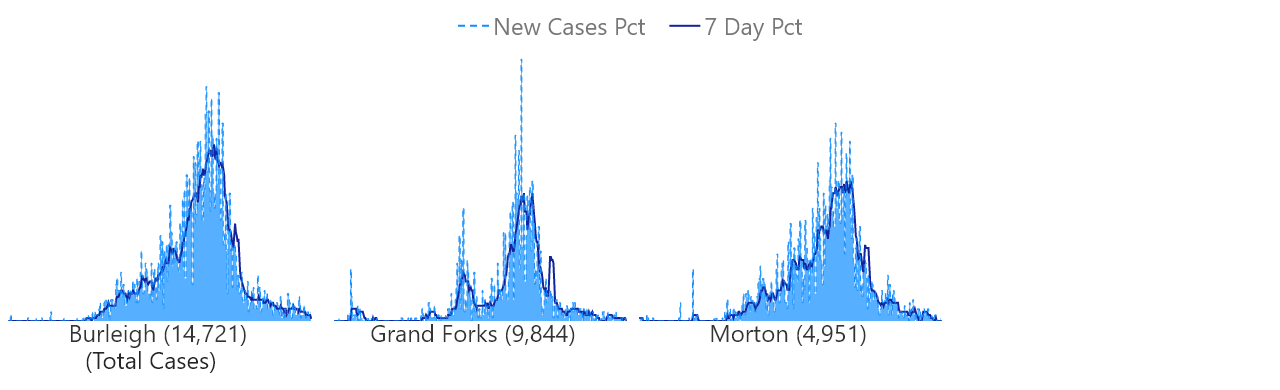 New Cases Pct 7 Day Pct
Burleigh (14,721) Grand Forks (9,844) Morton (4,951)
(Total Cases)